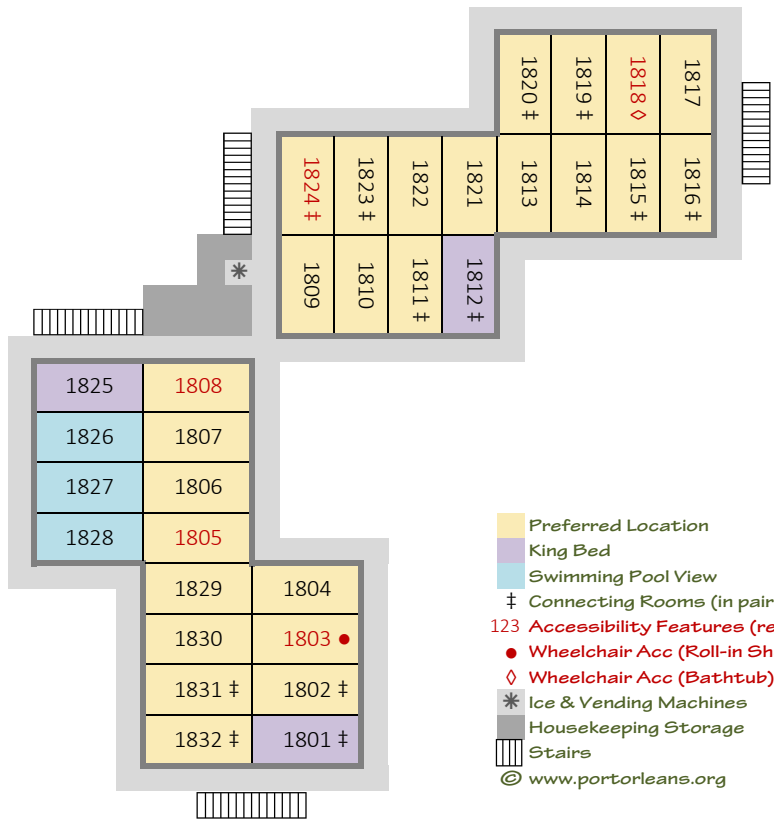 1820 ‡
1819 ‡
1818 ◊
1817
1824 ‡
1823 ‡
1822
1821
1813
1814
1815 ‡
1816 ‡
1809
1810
1811 ‡
1812 ‡
1825
1808
1826
1807
1827
1806
1828
1805
1829
1804
1830
1803 ●
1831 ‡
1802 ‡
1832 ‡
1801 ‡
Preferred Location
King Bed
Swimming Pool View
‡ Connecting Rooms (in pair
123 Accessibility Features (re
● Wheelchair Acc (Roll-in Sh
◊ Wheelchair Acc (Bathtub)
Ice & Vending Machines
Housekeeping Storage
Stairs
© www.portorleans.org